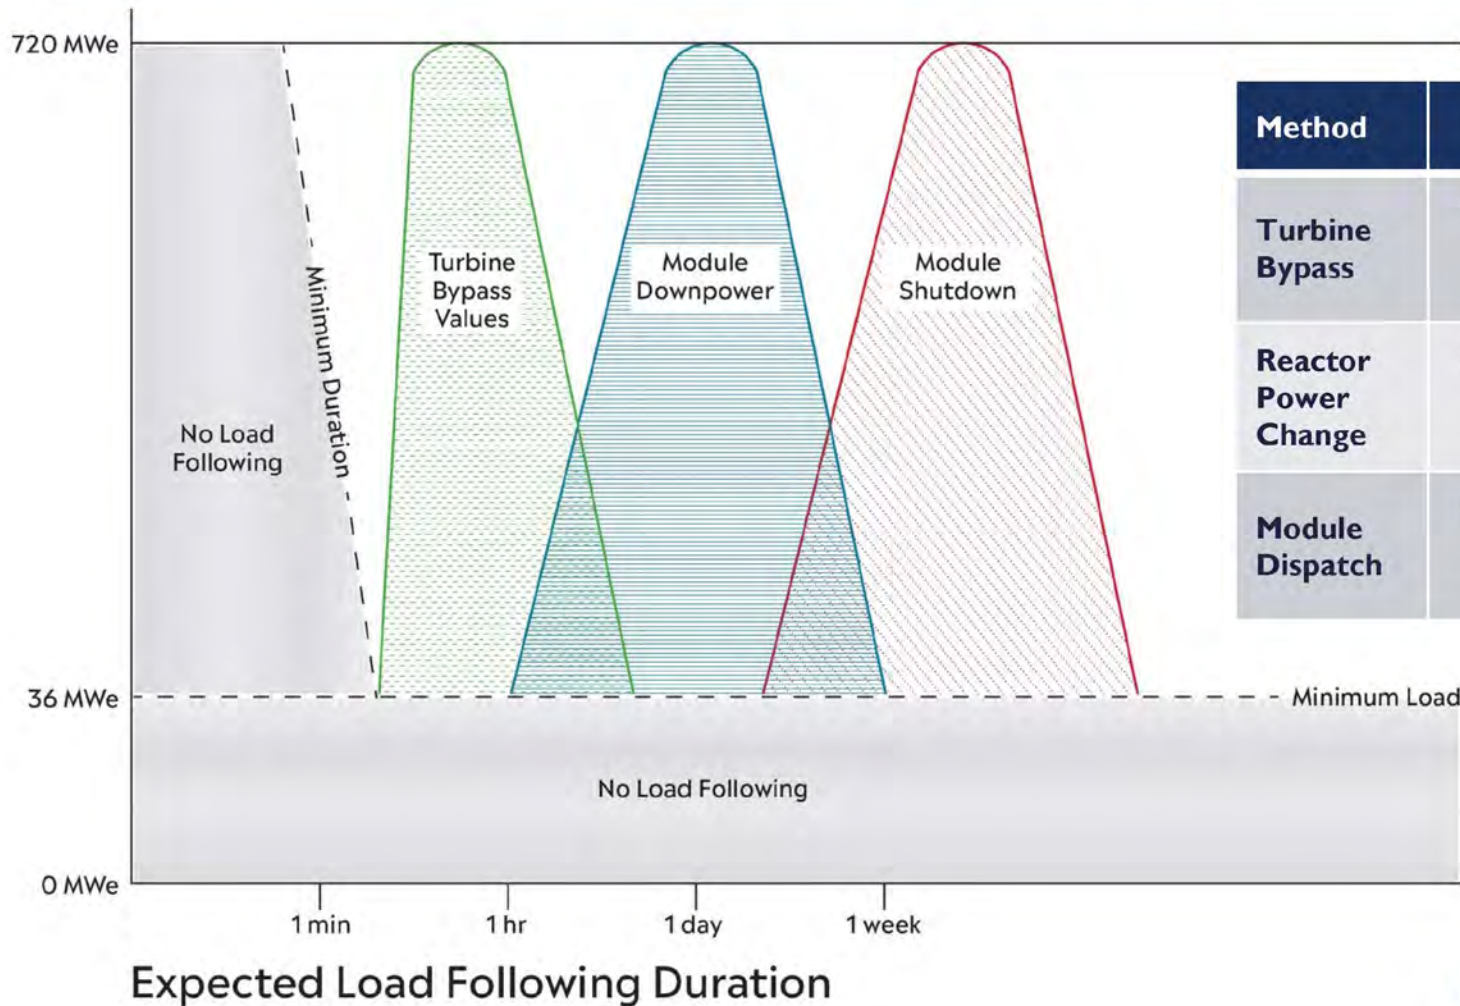 720 MWe
Method
Turbine
Bypass
Reactor
Power
Change
Module
Dispatch
Turbine
Bypass
Values
Module
Downpower
Module
Shutdown
Minimum Duration
No Load
Following
36 MWe
Minimum Load
No Load Following
0 MWe
1 min
1 hr
1 day
1 week
Expected Load Following Duration